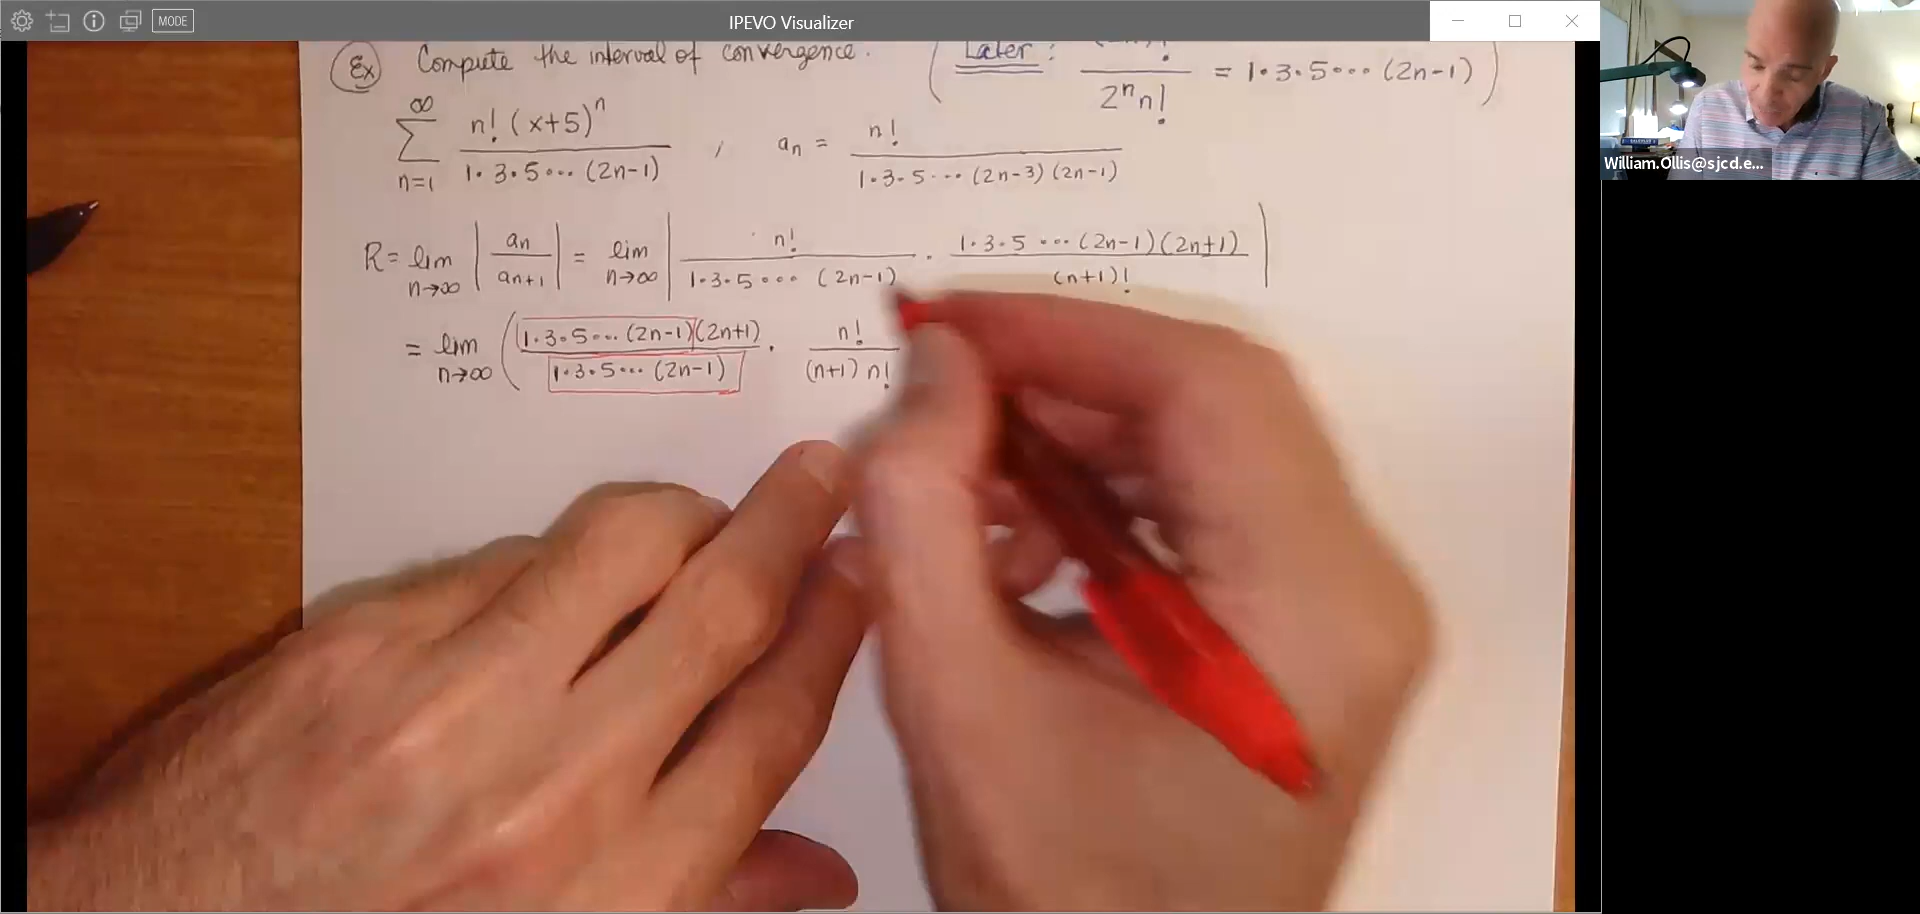 MODE
IPEVO Visualizer
William.Ollis@sjcd.e...
Ex Compute the interval of convergence.
(Later: (2n)! / 2ⁿ n! = 1·3·5··· (2n-1))
∞ Σ n=1 n! (x+5)ⁿ / 1·3·5··· (2n-1) , aₙ = n! / 1·3·5··· (2n-3)(2n-1)
R = lim n→∞ | aₙ / aₙ₊₁ | = lim n→∞ | n! / 1·3·5··· (2n-1) · 1·3·5 ··· (2n-1)(2n+1) / (n+1)! |
= lim n→∞ ( 1·3·5··· (2n-1)(2n+1) / 1·3·5··· (2n-1) · n! / (n+1) n!